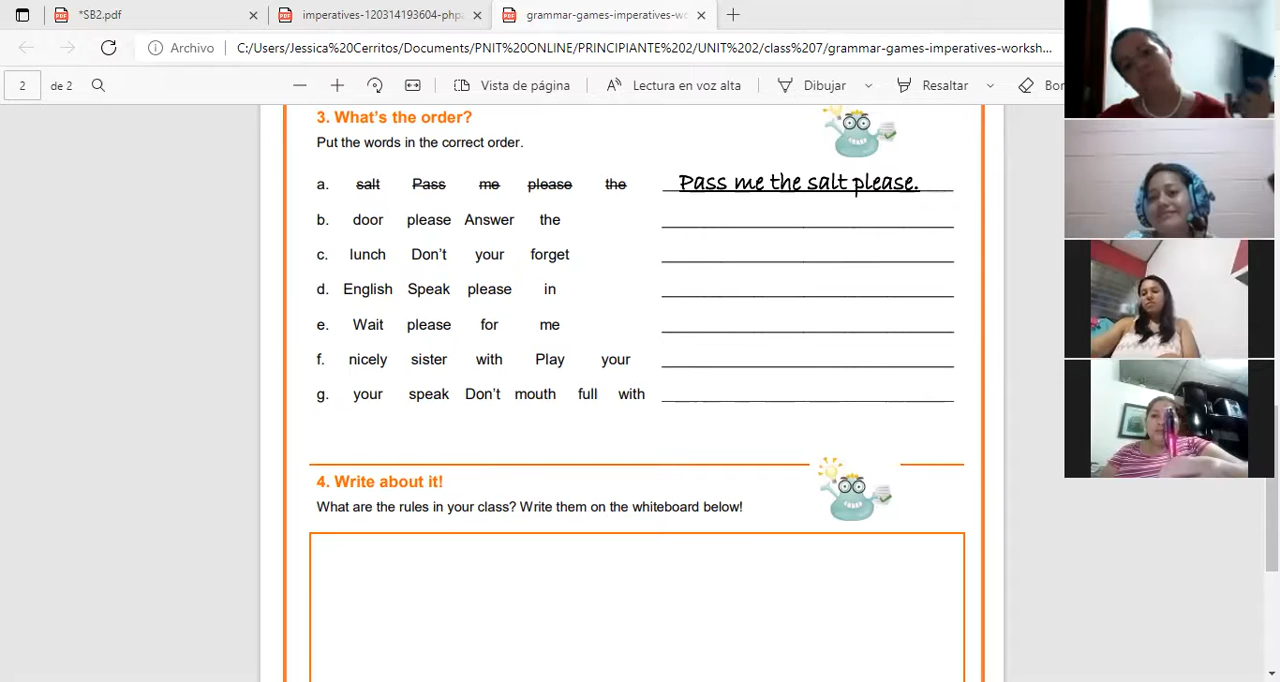 *SB2.pdf
imperatives-120314193604-php
grammar-games-imperatives-wo
Archivo C:/Users/Jessica%20Cerritos/Documents/PNIT%20ONLINE/PRINCIPIANTE%202/UNIT%202/class%207/grammar-games-imperatives-worksh...
2 de 2 Vista de página Lectura en voz alta Dibujar Resaltar Bor
3. What's the order?
Put the words in the correct order.
a. salt Pass me please the Pass me the salt please.
b. door please Answer the
c. lunch Don't your forget
d. English Speak please in
e. Wait please for me
f. nicely sister with Play your
g. your speak Don't mouth full with
4. Write about it!
What are the rules in your class? Write them on the whiteboard below!